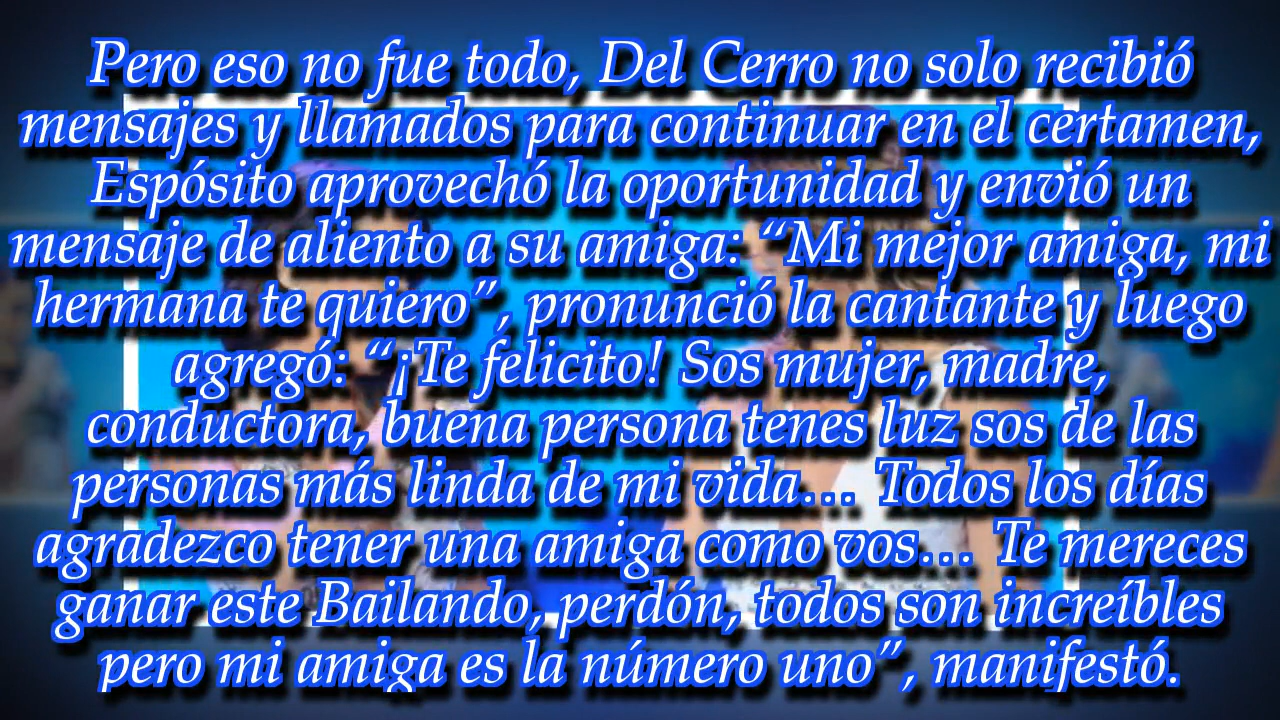 Pero eso no fue todo, Del Cerro no solo recibió
mensajes y llamados para continuar en el certamen,
Espósito aprovechó la oportunidad y envió un
mensaje de aliento a su amiga: “Mi mejor amiga, mi
hermana te quiero”, pronunció la cantante y luego
agregó: “¡Te felicito! Sos mujer, madre,
conductora, buena persona tenes luz sos de las
personas más linda de mi vida… Todos los días
agradezco tener una amiga como vos… Te mereces
ganar este Bailando, perdón, todos son increíbles
pero mi amiga es la número uno”, manifestó.